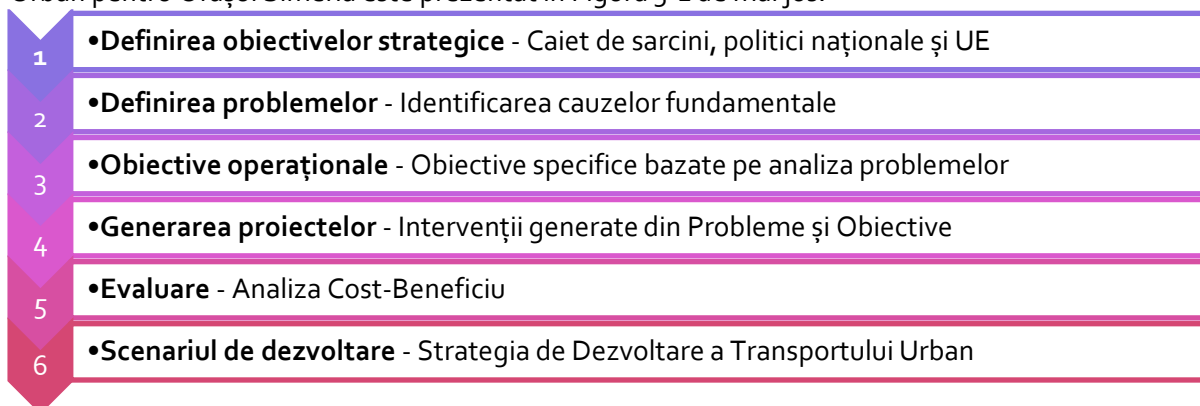 1
•Definirea obiectivelor strategice - Caiet de sarcini, politici naționale și UE
2
•Definirea problemelor - Identificarea cauzelor fundamentale
3
•Obiective operaționale - Obiective specifice bazate pe analiza problemelor
4
•Generarea proiectelor - Intervenții generate din Probleme și Obiective
5
•Evaluare - Analiza Cost-Beneficiu
6
•Scenariul de dezvoltare - Strategia de Dezvoltare a Transportului Urban